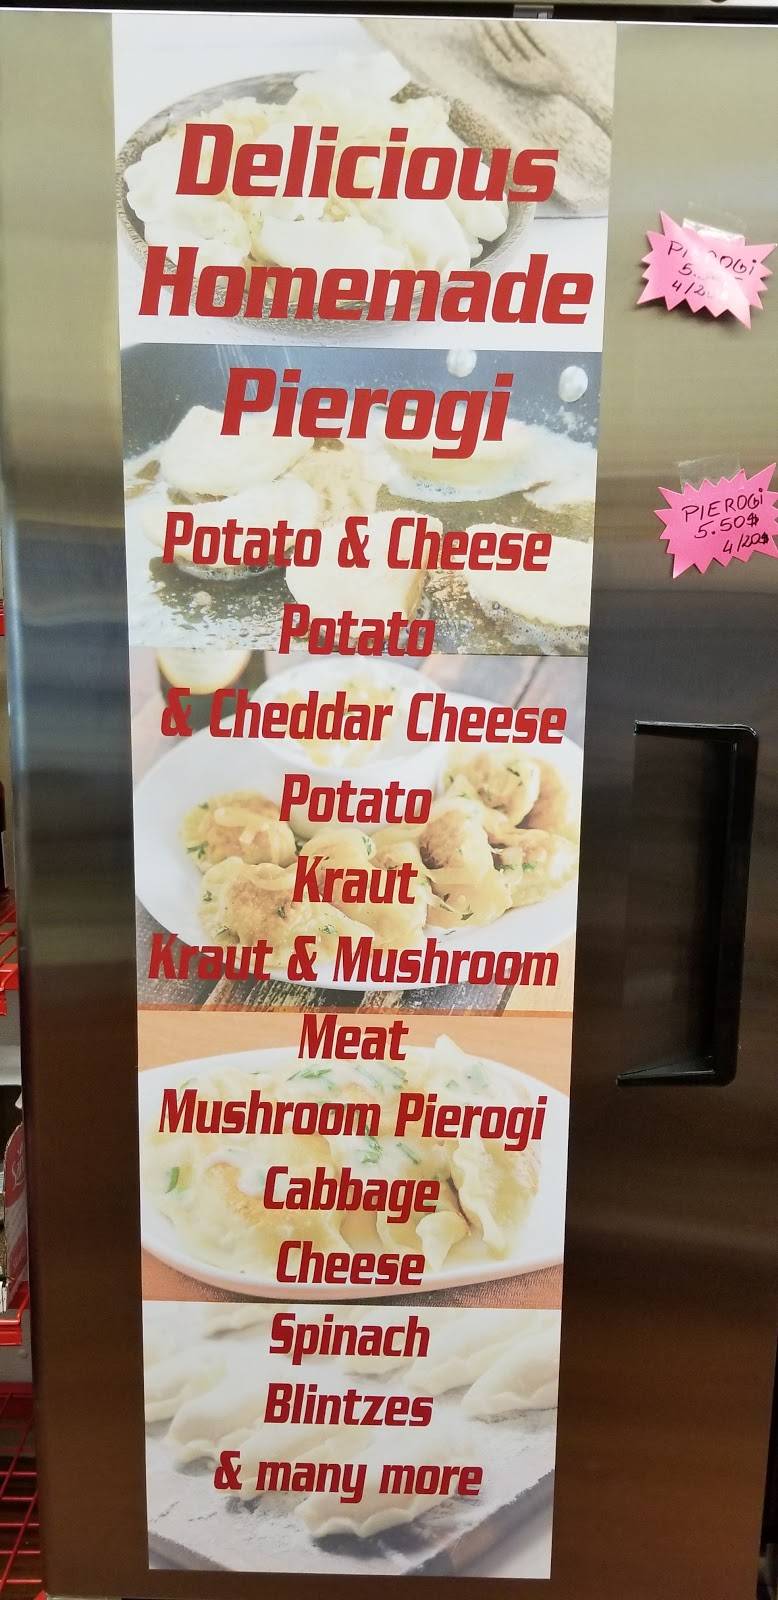 Delicious
Homemade
Pierogi
Potato & Cheese
Potato
& Cheddar Cheese
Potato
Kraut
Kraut & Mushroom
Meat
Mushroom Pierogi
Cabbage
Cheese
Spinach
Blintzes
& many more
PIEROGI
5.50$
4/20$